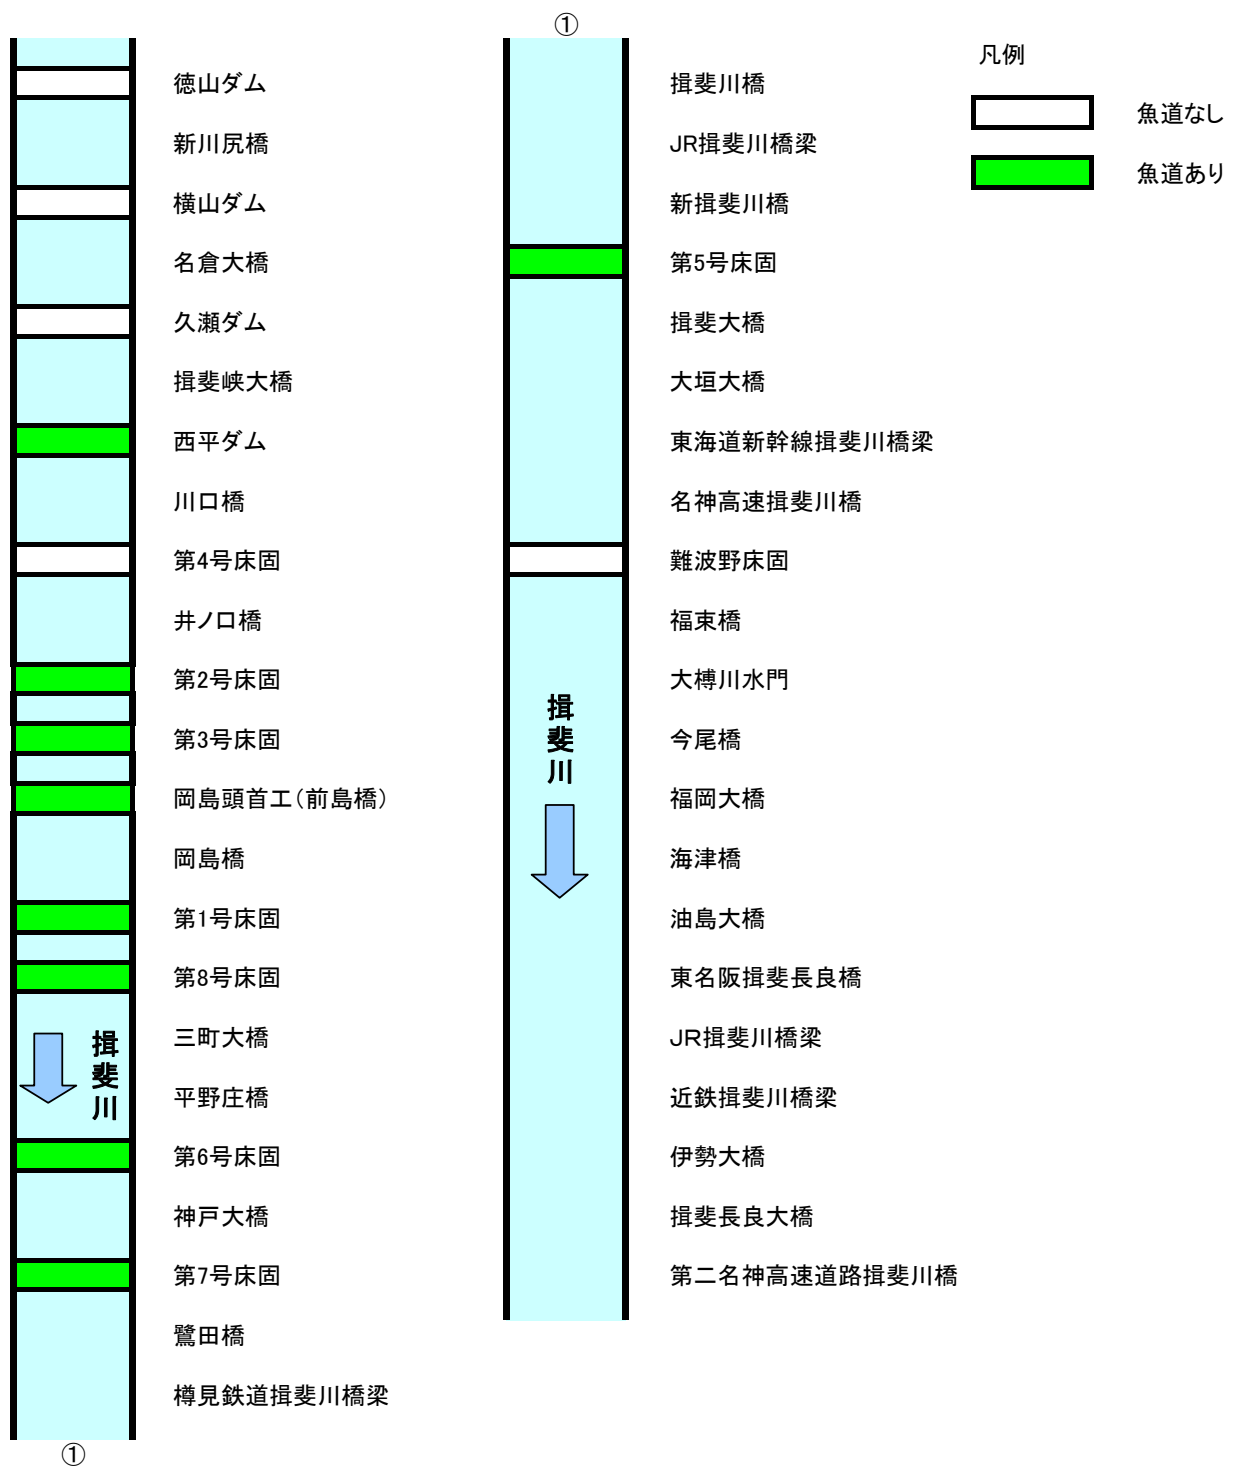 徳山ダム
新川尻橋
横山ダム
名倉大橋
久瀬ダム
揖斐峡大橋
西平ダム
川口橋
第4号床固
井ノ口橋
第2号床固
第3号床固
岡島頭首工（前島橋）
岡島橋
第1号床固
第8号床固
揖斐川
三町大橋
平野庄橋
第6号床固
神戸大橋
第7号床固
鷺田橋
樽見鉄道揖斐川橋梁
①
①
揖斐川橋
JR揖斐川橋梁
新揖斐川橋
第5号床固
揖斐大橋
大垣大橋
東海道新幹線揖斐川橋梁
名神高速揖斐川橋
難波野床固
福束橋
大榑川水門
揖斐川
今尾橋
福岡大橋
海津橋
油島大橋
東名阪揖斐長良橋
JR揖斐川橋梁
近鉄揖斐川橋梁
伊勢大橋
揖斐長良大橋
第二名神高速道路揖斐川橋
凡例
魚道なし
魚道あり